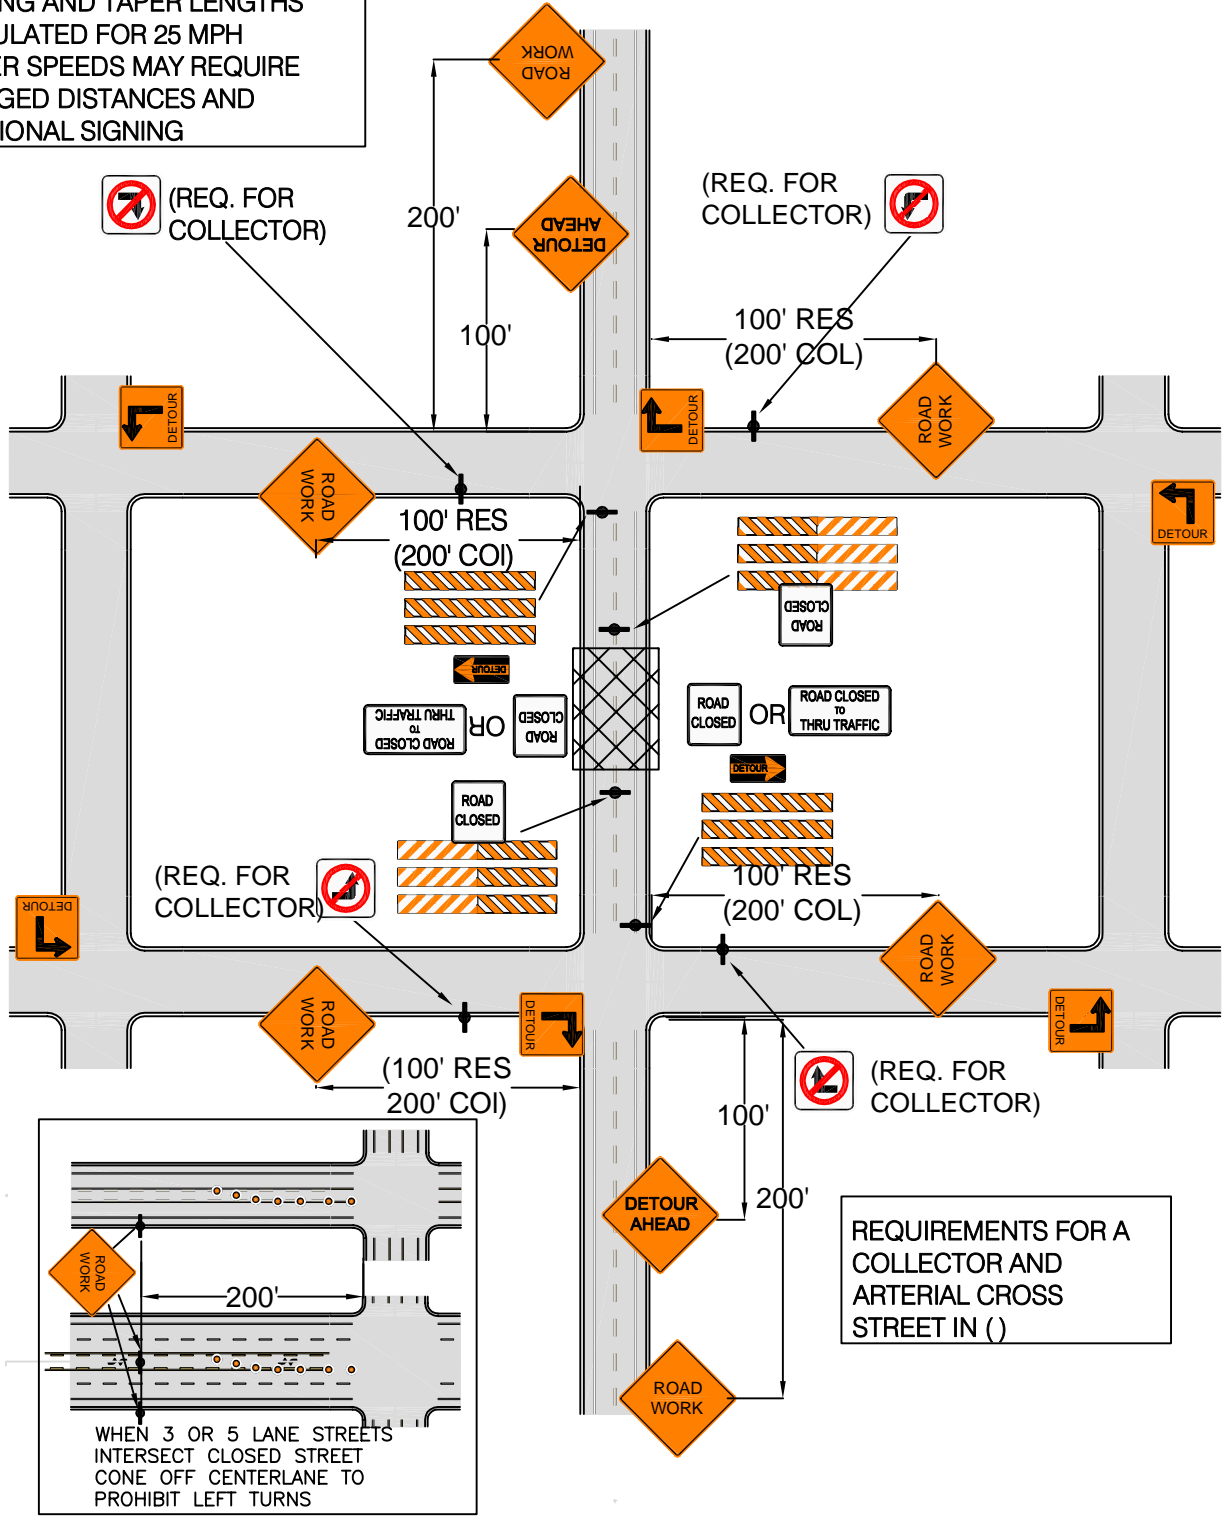 ING AND TAPER LENGTHS
ULATED FOR 25 MPH
ER SPEEDS MAY REQUIRE
GED DISTANCES AND
IONAL SIGNING
ROAD
WORK
200'
DETOUR
AHEAD
100'
(REQ. FOR
COLLECTOR)
(REQ. FOR
COLLECTOR)
100' RES
(200' COL)
DETOUR
DETOUR
ROAD
WORK
ROAD
WORK
DETOUR
100' RES
(200' COl)
ROAD
CLOSED
DETOUR
ROAD CLOSED
TO
THRU TRAFFIC
OR
ROAD
CLOSED
ROAD
CLOSED
OR
ROAD CLOSED
TO
THRU TRAFFIC
DETOUR
ROAD
CLOSED
(REQ. FOR
COLLECTOR)
100' RES
(200' COL)
DETOUR
ROAD
WORK
ROAD
WORK
DETOUR
DETOUR
(100' RES
200' COl)
(REQ. FOR
COLLECTOR)
100'
200'
DETOUR
AHEAD
ROAD
WORK
REQUIREMENTS FOR A
COLLECTOR AND
ARTERIAL CROSS
STREET IN ( )
ROAD
WORK
200'
WHEN 3 OR 5 LANE STREETS
INTERSECT CLOSED STREET
CONE OFF CENTERLANE TO
PROHIBIT LEFT TURNS